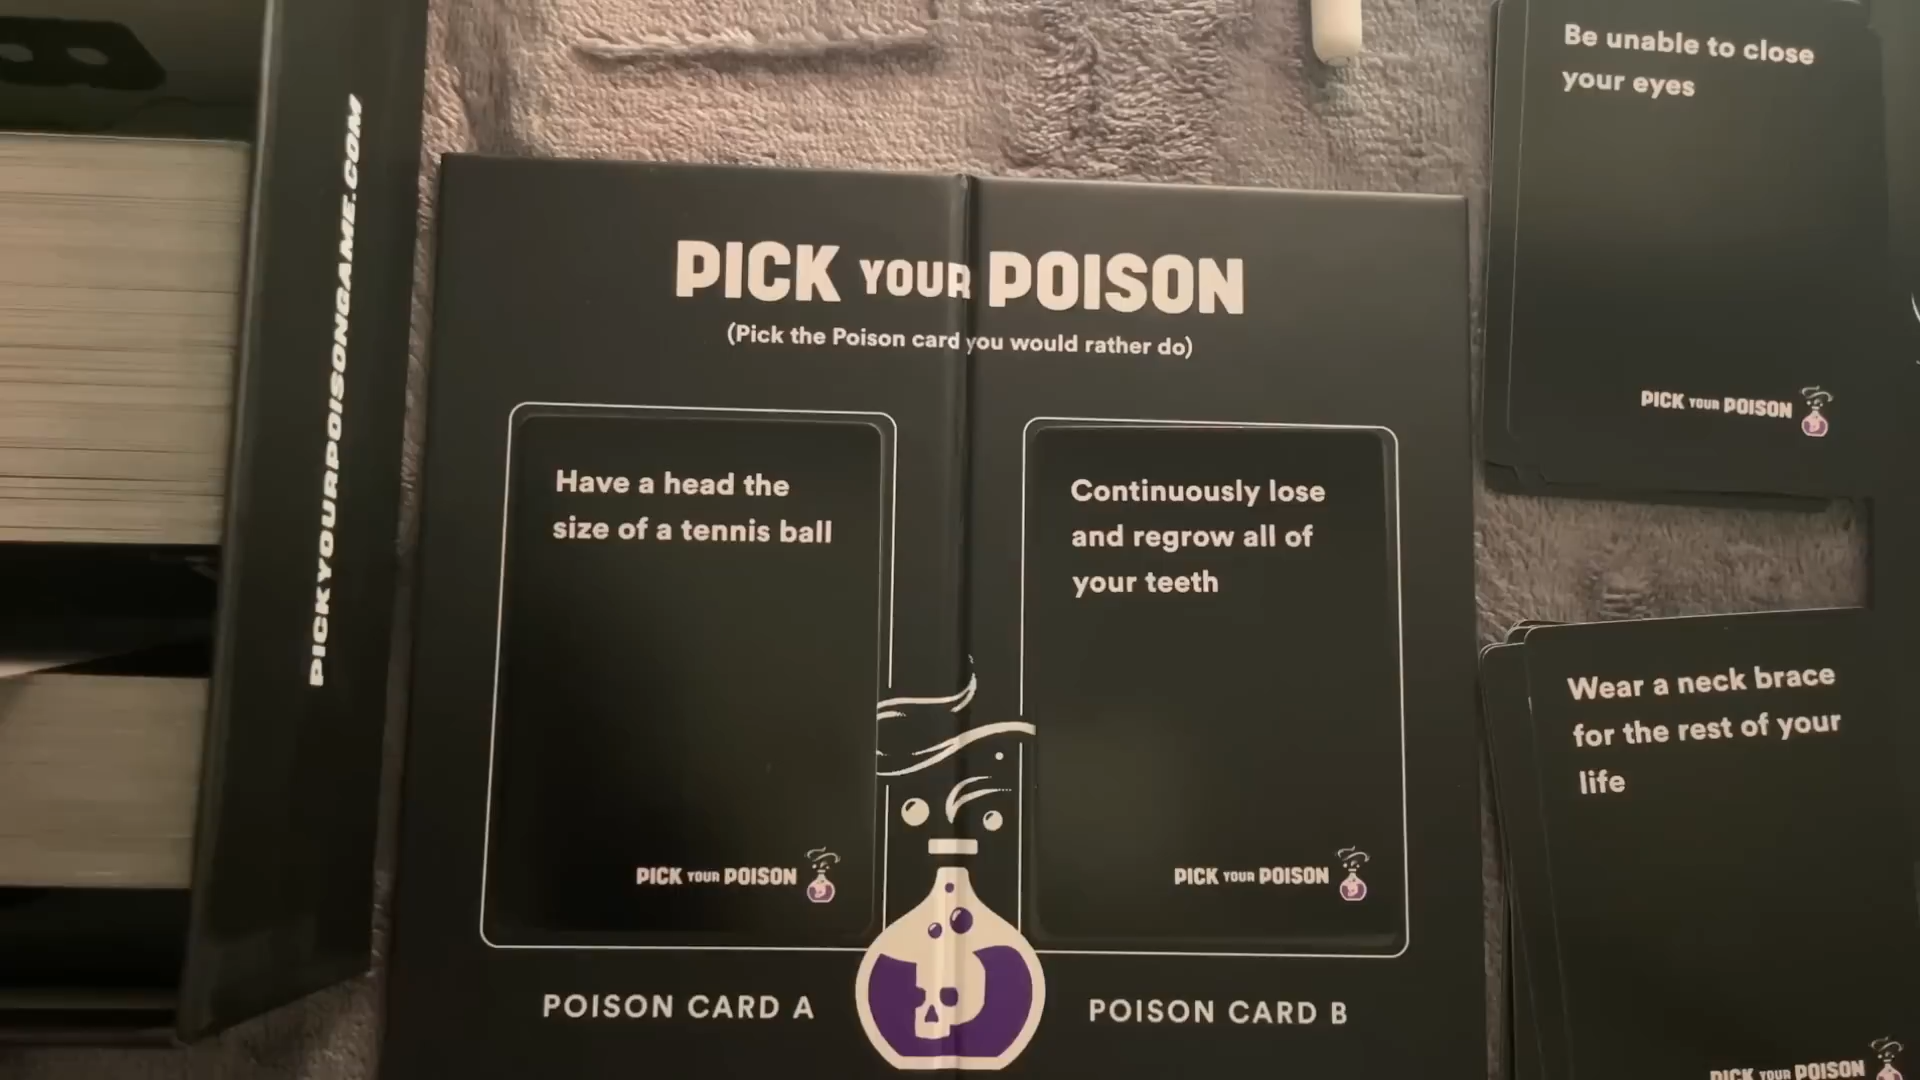 PICKYOURPOISONGAME.COM
PICK YOUR POISON
(Pick the Poison card you would rather do)
Have a head the
size of a tennis ball
PICK YOUR POISON
POISON CARD A
Continuously lose
and regrow all of
your teeth
PICK YOUR POISON
POISON CARD B
Be unable to close
your eyes
PICK YOUR POISON
Wear a neck brace
for the rest of your
life
PICK YOUR POISON